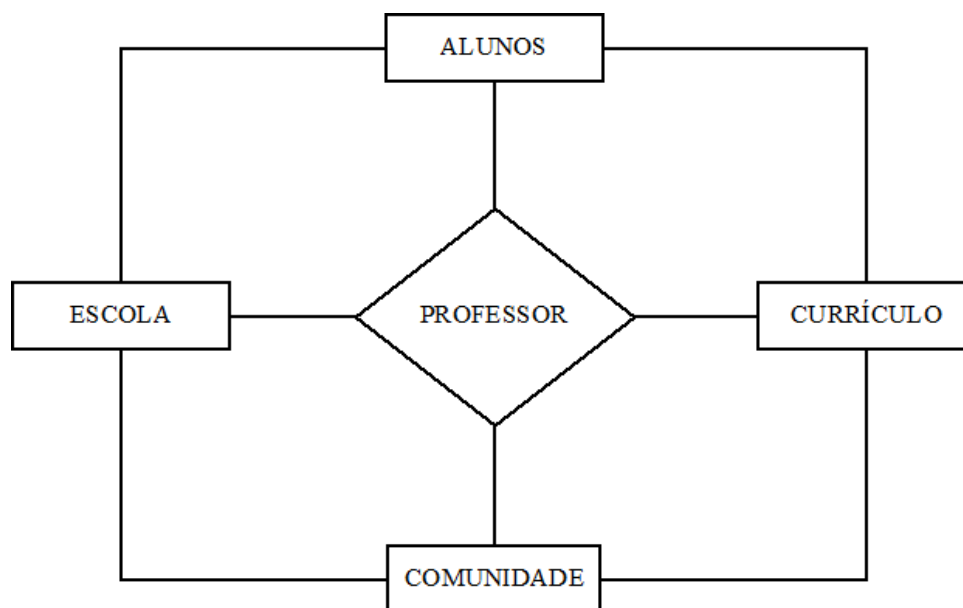 ALUNOS
ESCOLA
PROFESSOR
CURRÍCULO
COMUNIDADE